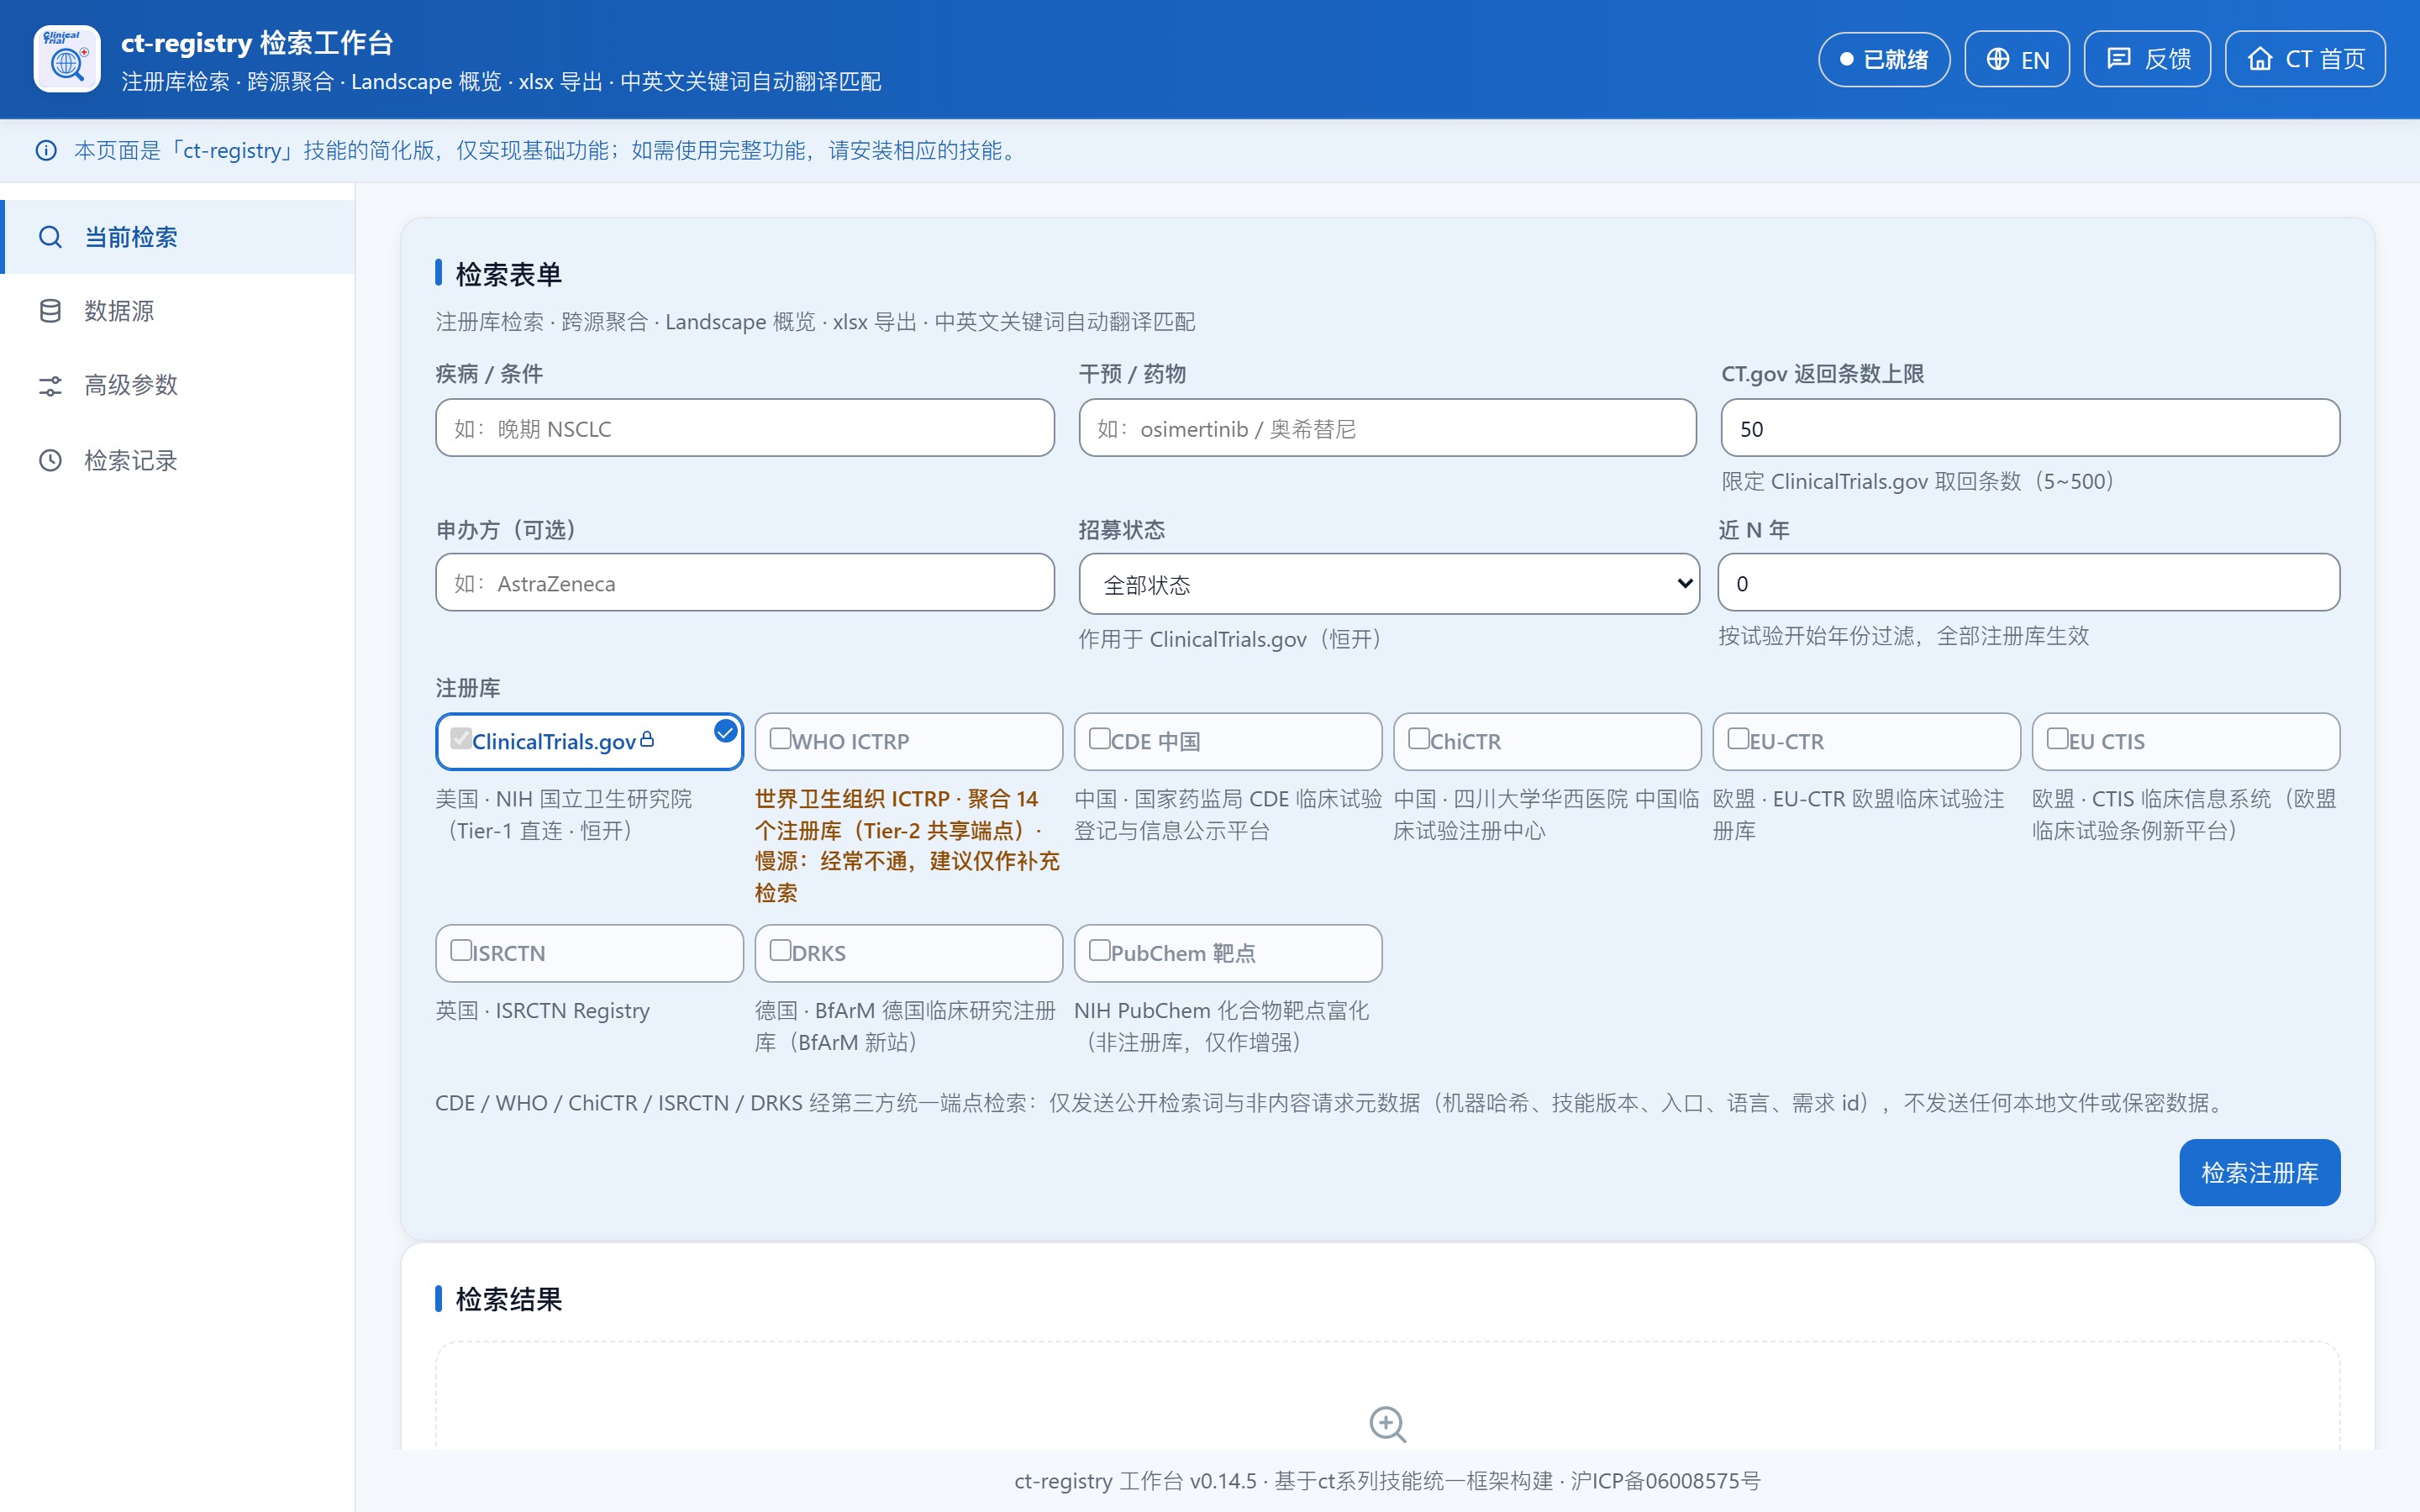 Clinical
Trial
ct-registry 检索工作台
注册库检索 · 跨源聚合 · Landscape 概览 · xlsx 导出 · 中英文关键词自动翻译匹配
已就绪
EN
反馈
CT 首页
本页面是「ct-registry」技能的简化版，仅实现基础功能；如需使用完整功能，请安装相应的技能。
当前检索
数据源
高级参数
检索记录
检索表单
注册库检索 · 跨源聚合 · Landscape 概览 · xlsx 导出 · 中英文关键词自动翻译匹配
疾病 / 条件
如：晚期 NSCLC
干预 / 药物
如：osimertinib / 奥希替尼
CT.gov 返回条数上限
50
限定 ClinicalTrials.gov 取回条数（5~500）
申办方（可选）
如：AstraZeneca
招募状态
全部状态
作用于 ClinicalTrials.gov（恒开）
近 N 年
0
按试验开始年份过滤，全部注册库生效
注册库
ClinicalTrials.gov
美国 · NIH 国立卫生研究院
（Tier-1 直连 · 恒开）
WHO ICTRP
世界卫生组织 ICTRP · 聚合 14
个注册库（Tier-2 共享端点）·
慢源：经常不通，建议仅作补充
检索
CDE 中国
中国 · 国家药监局 CDE 临床试验
登记与信息公示平台
ChiCTR
中国 · 四川大学华西医院 中国临
床试验注册中心
EU-CTR
欧盟 · EU-CTR 欧盟临床试验注
册库
EU CTIS
欧盟 · CTIS 临床信息系统（欧盟
临床试验条例新平台）
ISRCTN
英国 · ISRCTN Registry
DRKS
德国 · BfArM 德国临床研究注册
库（BfArM 新站）
PubChem 靶点
NIH PubChem 化合物靶点富化
（非注册库，仅作增强）
CDE / WHO / ChiCTR / ISRCTN / DRKS 经第三方统一端点检索：仅发送公开检索词与非内容请求元数据（机器哈希、技能版本、入口、语言、需求 id），不发送任何本地文件或保密数据。
检索注册库
检索结果
ct-registry 工作台 v0.14.5 · 基于ct系列技能统一框架构建 · 沪ICP备06008575号